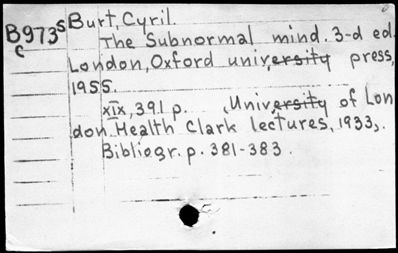 B973s Burt, Cyril.
c The Subnormal mind. 3-d ed.
London, Oxford university press,
1955.
xix, 391 p. (University of Lon
don Health Clark lectures, 1933).
Bibliogr. p. 381-383.